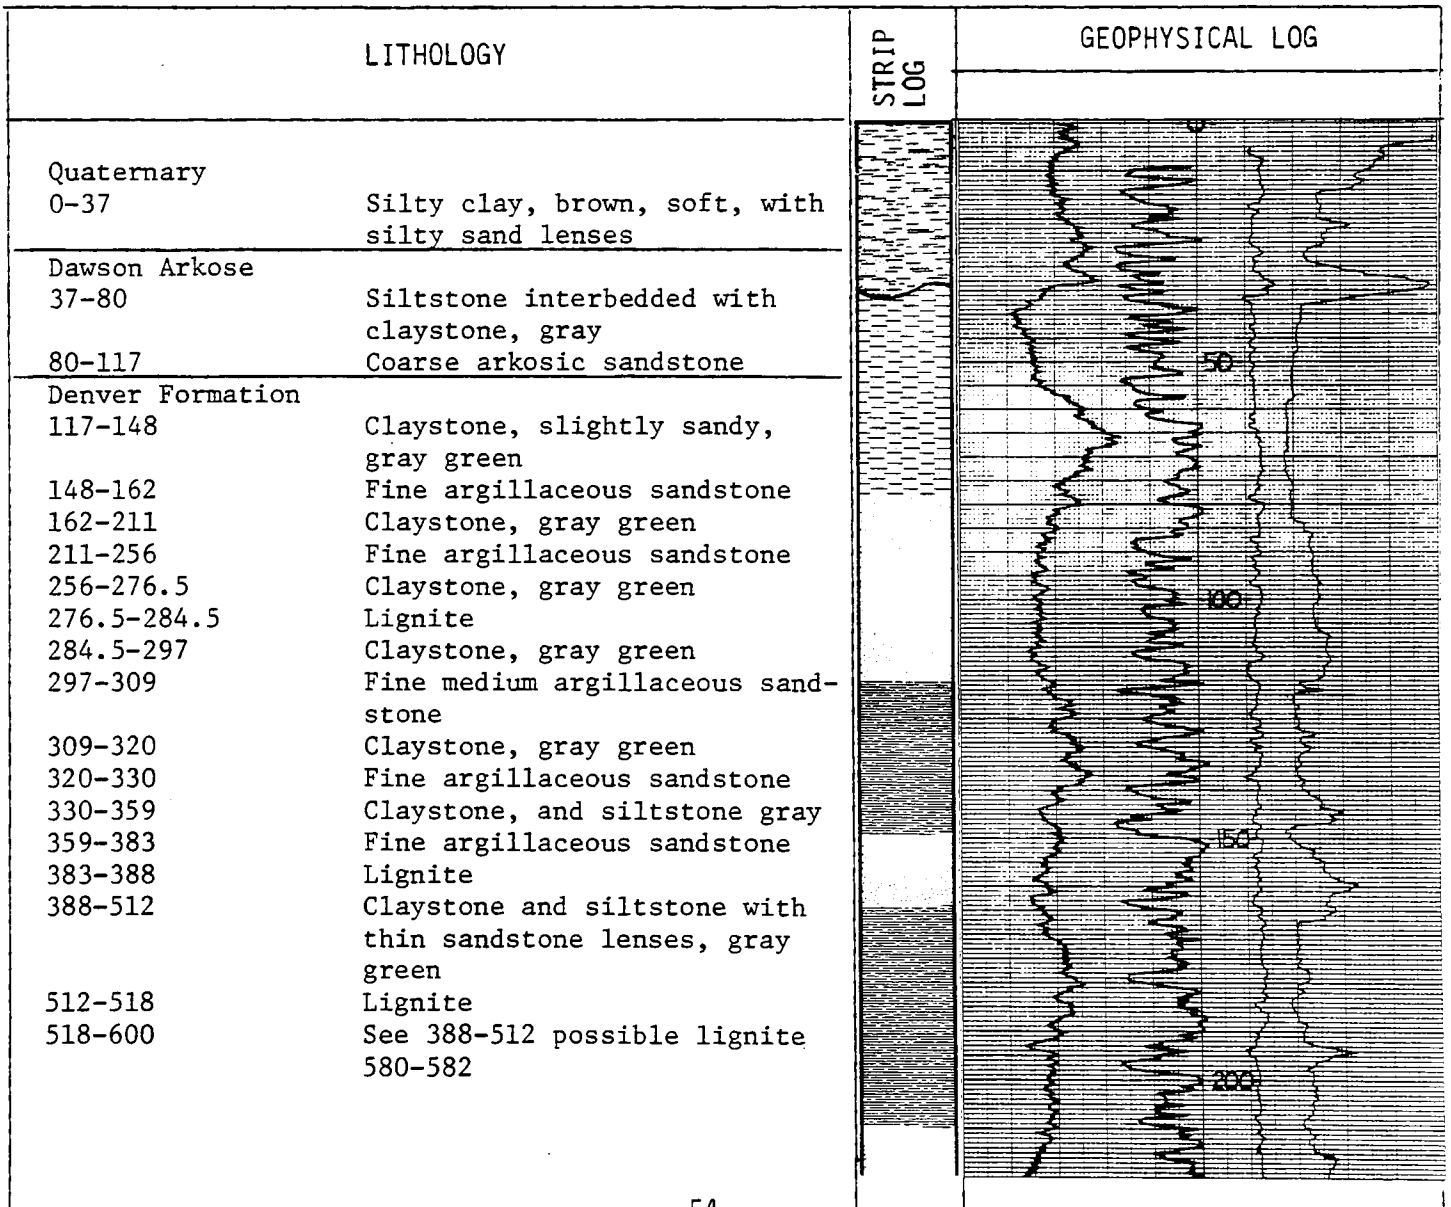 LITHOLOGY
STRIP LOG
GEOPHYSICAL LOG
Quaternary
0-37 Silty clay, brown, soft, with
silty sand lenses
Dawson Arkose
37-80 Siltstone interbedded with
claystone, gray
80-117 Coarse arkosic sandstone
Denver Formation
117-148 Claystone, slightly sandy,
gray green
148-162 Fine argillaceous sandstone
162-211 Claystone, gray green
211-256 Fine argillaceous sandstone
256-276.5 Claystone, gray green
276.5-284.5 Lignite
284.5-297 Claystone, gray green
297-309 Fine medium argillaceous sand-
stone
309-320 Claystone, gray green
320-330 Fine argillaceous sandstone
330-359 Claystone, and siltstone gray
359-383 Fine argillaceous sandstone
383-388 Lignite
388-512 Claystone and siltstone with
thin sandstone lenses, gray
green
512-518 Lignite
518-600 See 388-512 possible lignite
580-582
0
50
100
150
200